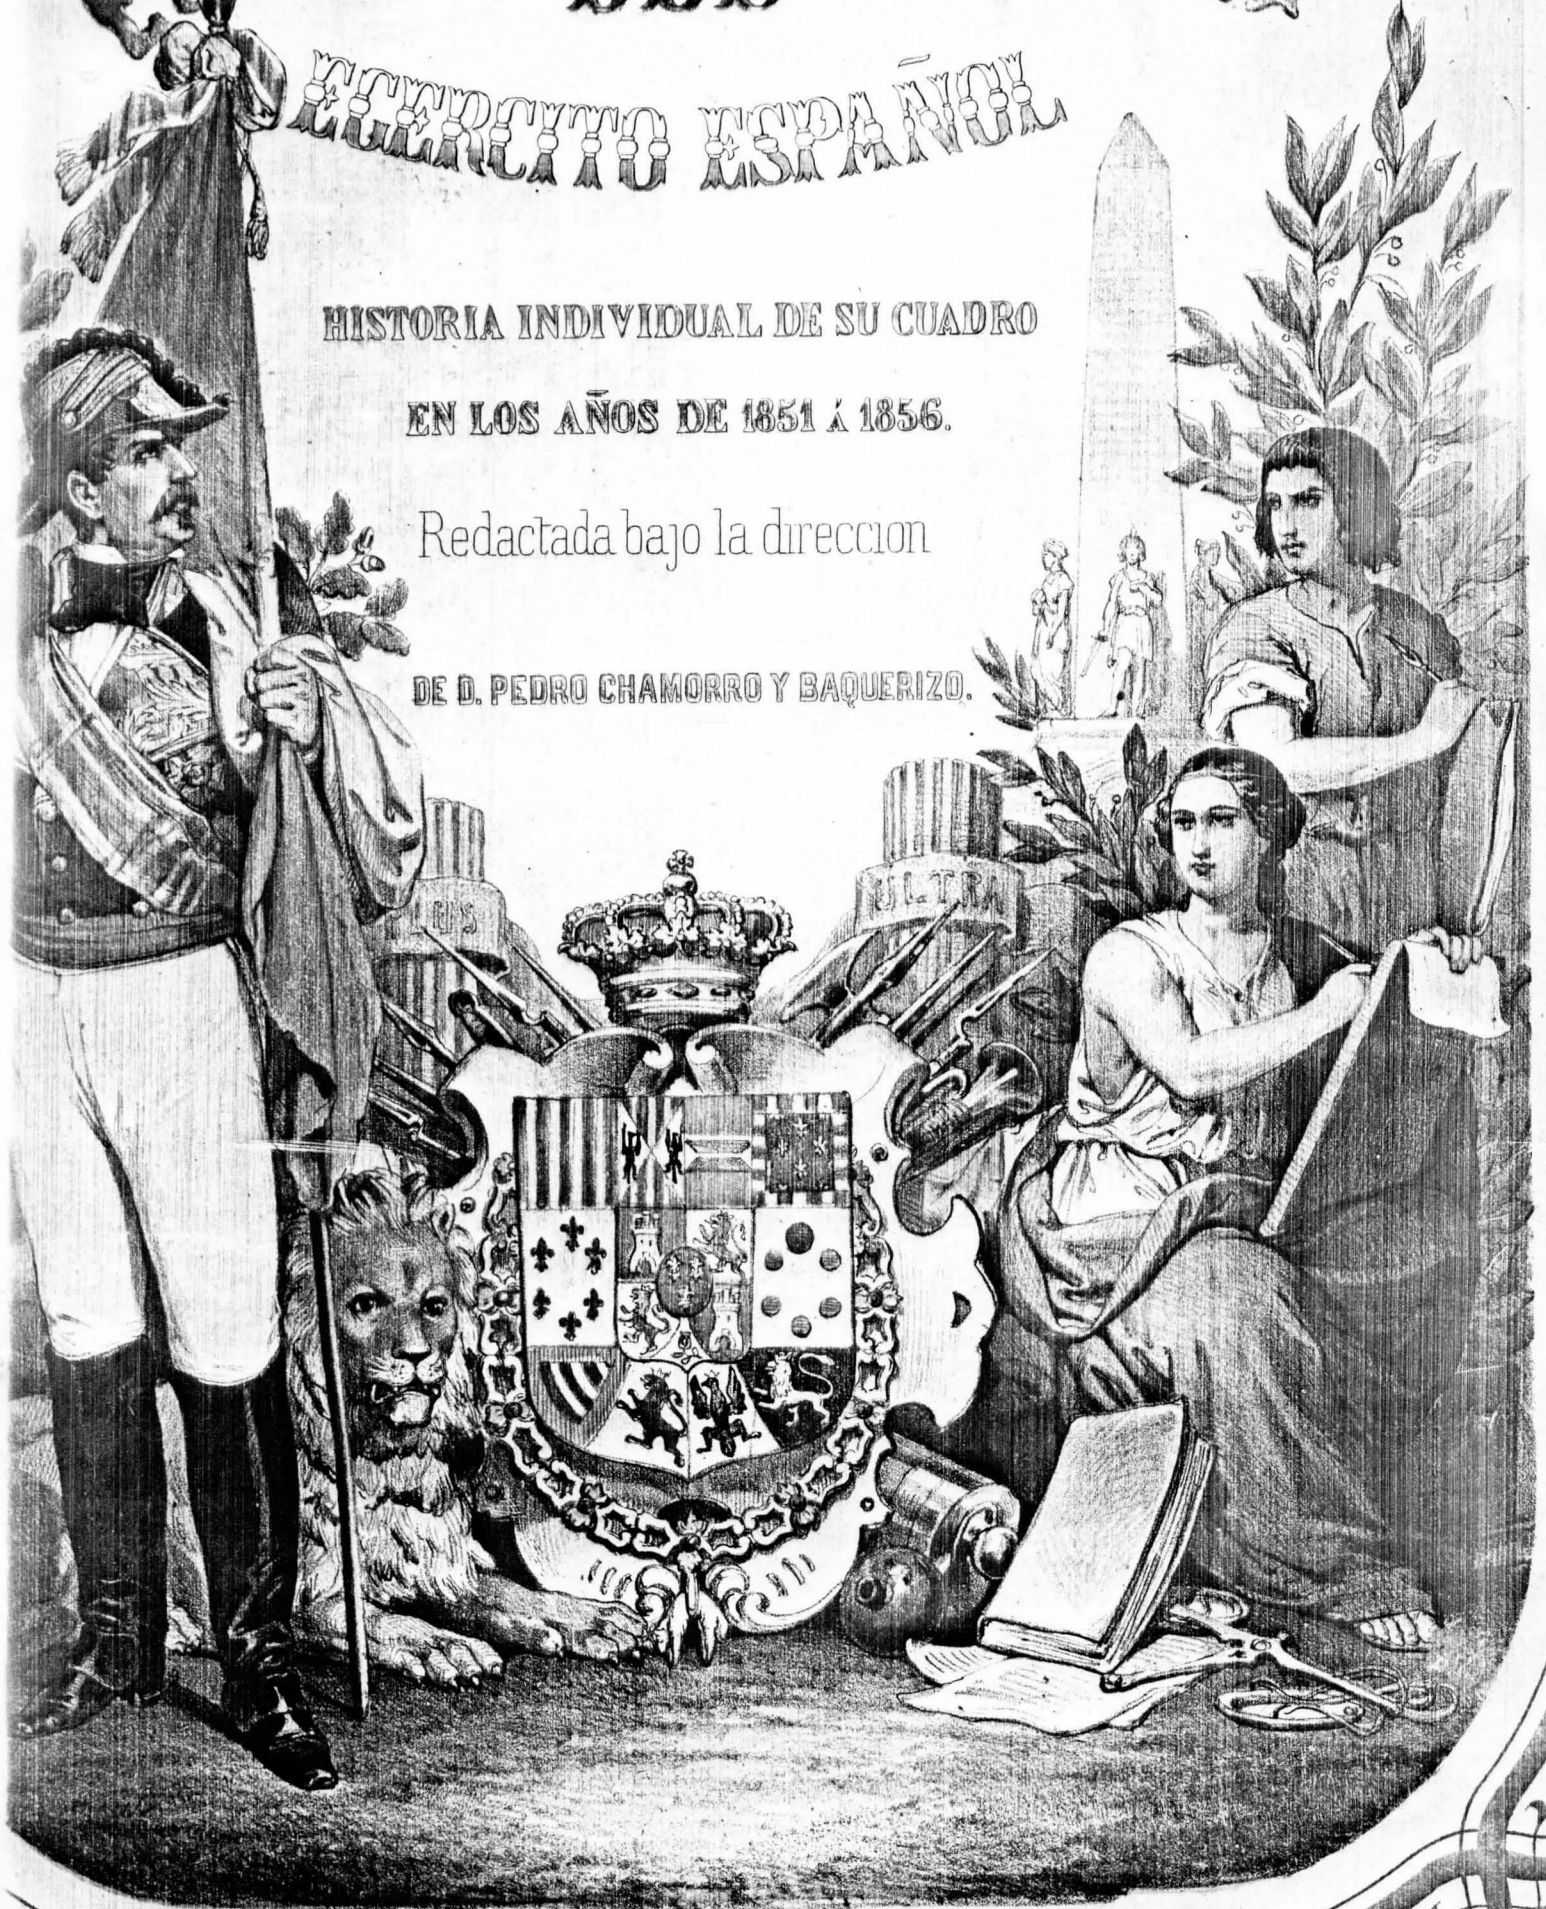 EGERCITO ESPAÑOL
HISTORIA INDIVIDUAL DE SU CUADRO
EN LOS AÑOS DE 1851 Á 1856.
Redactada bajo la direccion
DE D. PEDRO CHAMORRO Y BAQUERIZO.